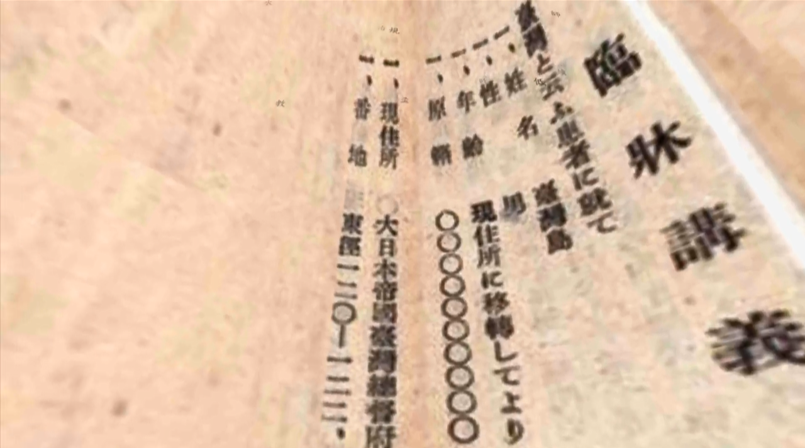 臨牀講義
臺灣と云ふ患者に就て
一、姓名 臺灣島
一、性 男
一、年齡 現住所に移轉してより
一、原籍 〇〇〇〇〇〇〇〇〇
一、現住所 大日本帝國臺灣總督府
一、番地 東徑一二〇―一二二、